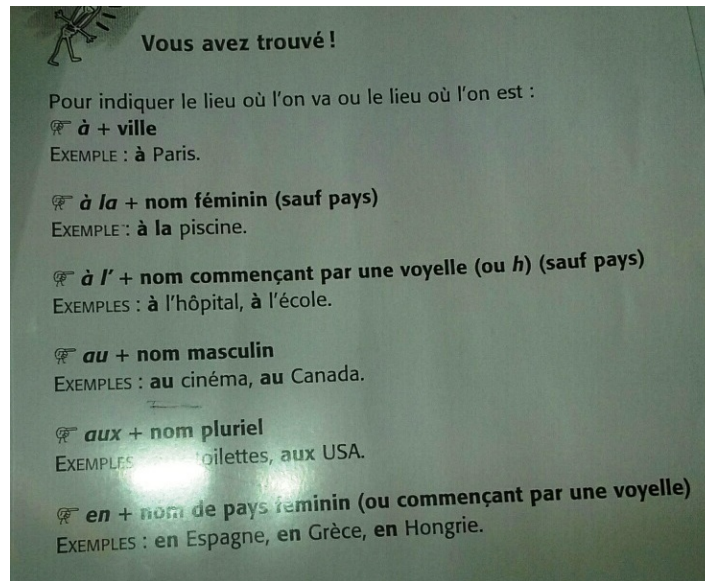 Vous avez trouvé !
Pour indiquer le lieu où l'on va ou le lieu où l'on est :
à + ville
EXEMPLE : à Paris.
à la + nom féminin (sauf pays)
EXEMPLE : à la piscine.
à l' + nom commençant par une voyelle (ou h) (sauf pays)
EXEMPLES : à l'hôpital, à l'école.
au + nom masculin
EXEMPLES : au cinéma, au Canada.
aux + nom pluriel
EXEMPLES oilettes, aux USA.
en + nom de pays féminin (ou commençant par une voyelle)
EXEMPLES : en Espagne, en Grèce, en Hongrie.